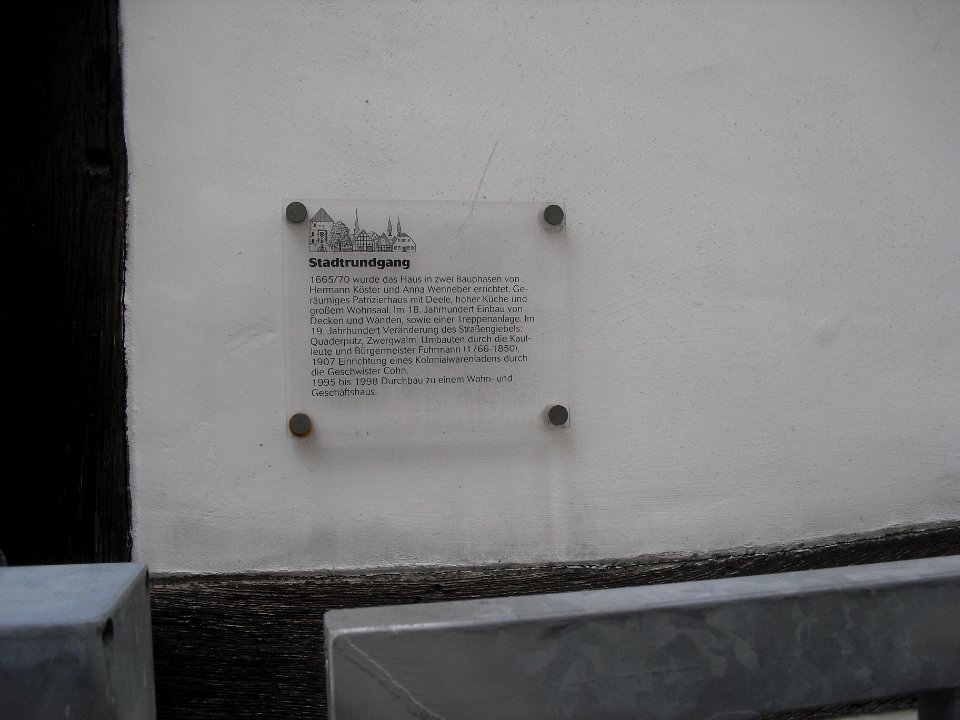 Stadtrundgang
1665/70 wurde das Haus in zwei Bauphasen von
Hermann Köster und Anna Wenneber errichtet. Ge-
räumiges Patrizierhaus mit Deele, hoher Küche und
großem Wohnsaal. Im 18. Jahrhundert Einbau von
Decken und Wänden, sowie einer Treppenanlage. Im
19. Jahrhundert Veränderung des Straßengiebels:
Quaderputz, Zwergwalm. Umbauten durch die Kauf-
leute und Bürgermeister Fuhrmann (1766-1850).
1907 Einrichtung eines Kolonialwarenladens durch
die Geschwister Cohn.
1995 bis 1998 Durchbau zu einem Wohn- und
Geschäftshaus.